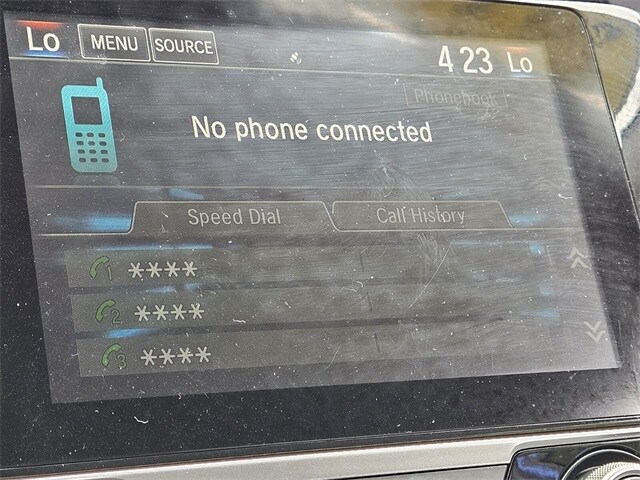 Lo MENU SOURCE 4 23 Lo
Phonebook
No phone connected
Speed Dial Call History
1 ****
2 ****
3 ****